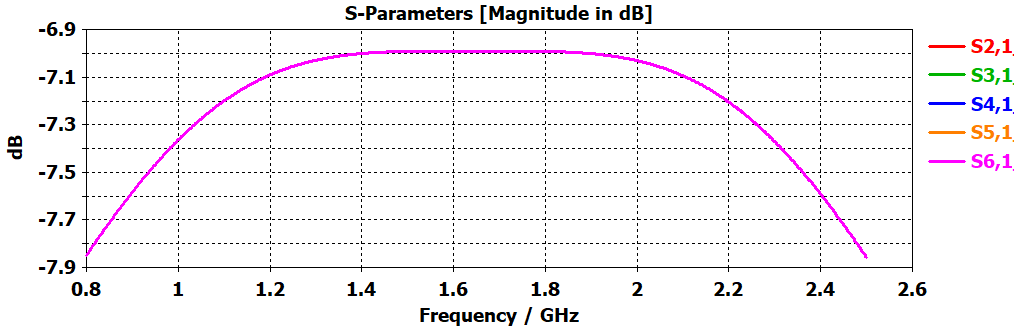 S-Parameters [Magnitude in dB]
-6.9
-7.1
-7.3
-7.5
-7.7
-7.9
dB
0.8 1 1.2 1.4 1.6 1.8 2 2.2 2.4 2.6
Frequency / GHz
S2,1
S3,1
S4,1
S5,1
S6,1